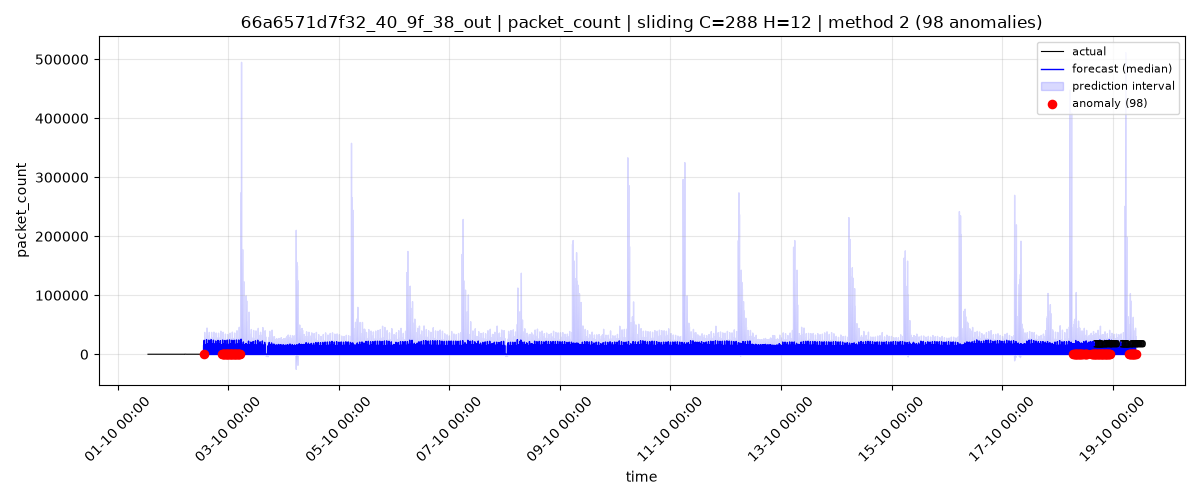 66a6571d7f32_40_9f_38_out | packet_count | sliding C=288 H=12 | method 2 (98 anomalies)
actual
forecast (median)
prediction interval
anomaly (98)
packet_count
500000
400000
300000
200000
100000
0
01-10 00:00
03-10 00:00
05-10 00:00
07-10 00:00
09-10 00:00
11-10 00:00
13-10 00:00
15-10 00:00
17-10 00:00
19-10 00:00
time